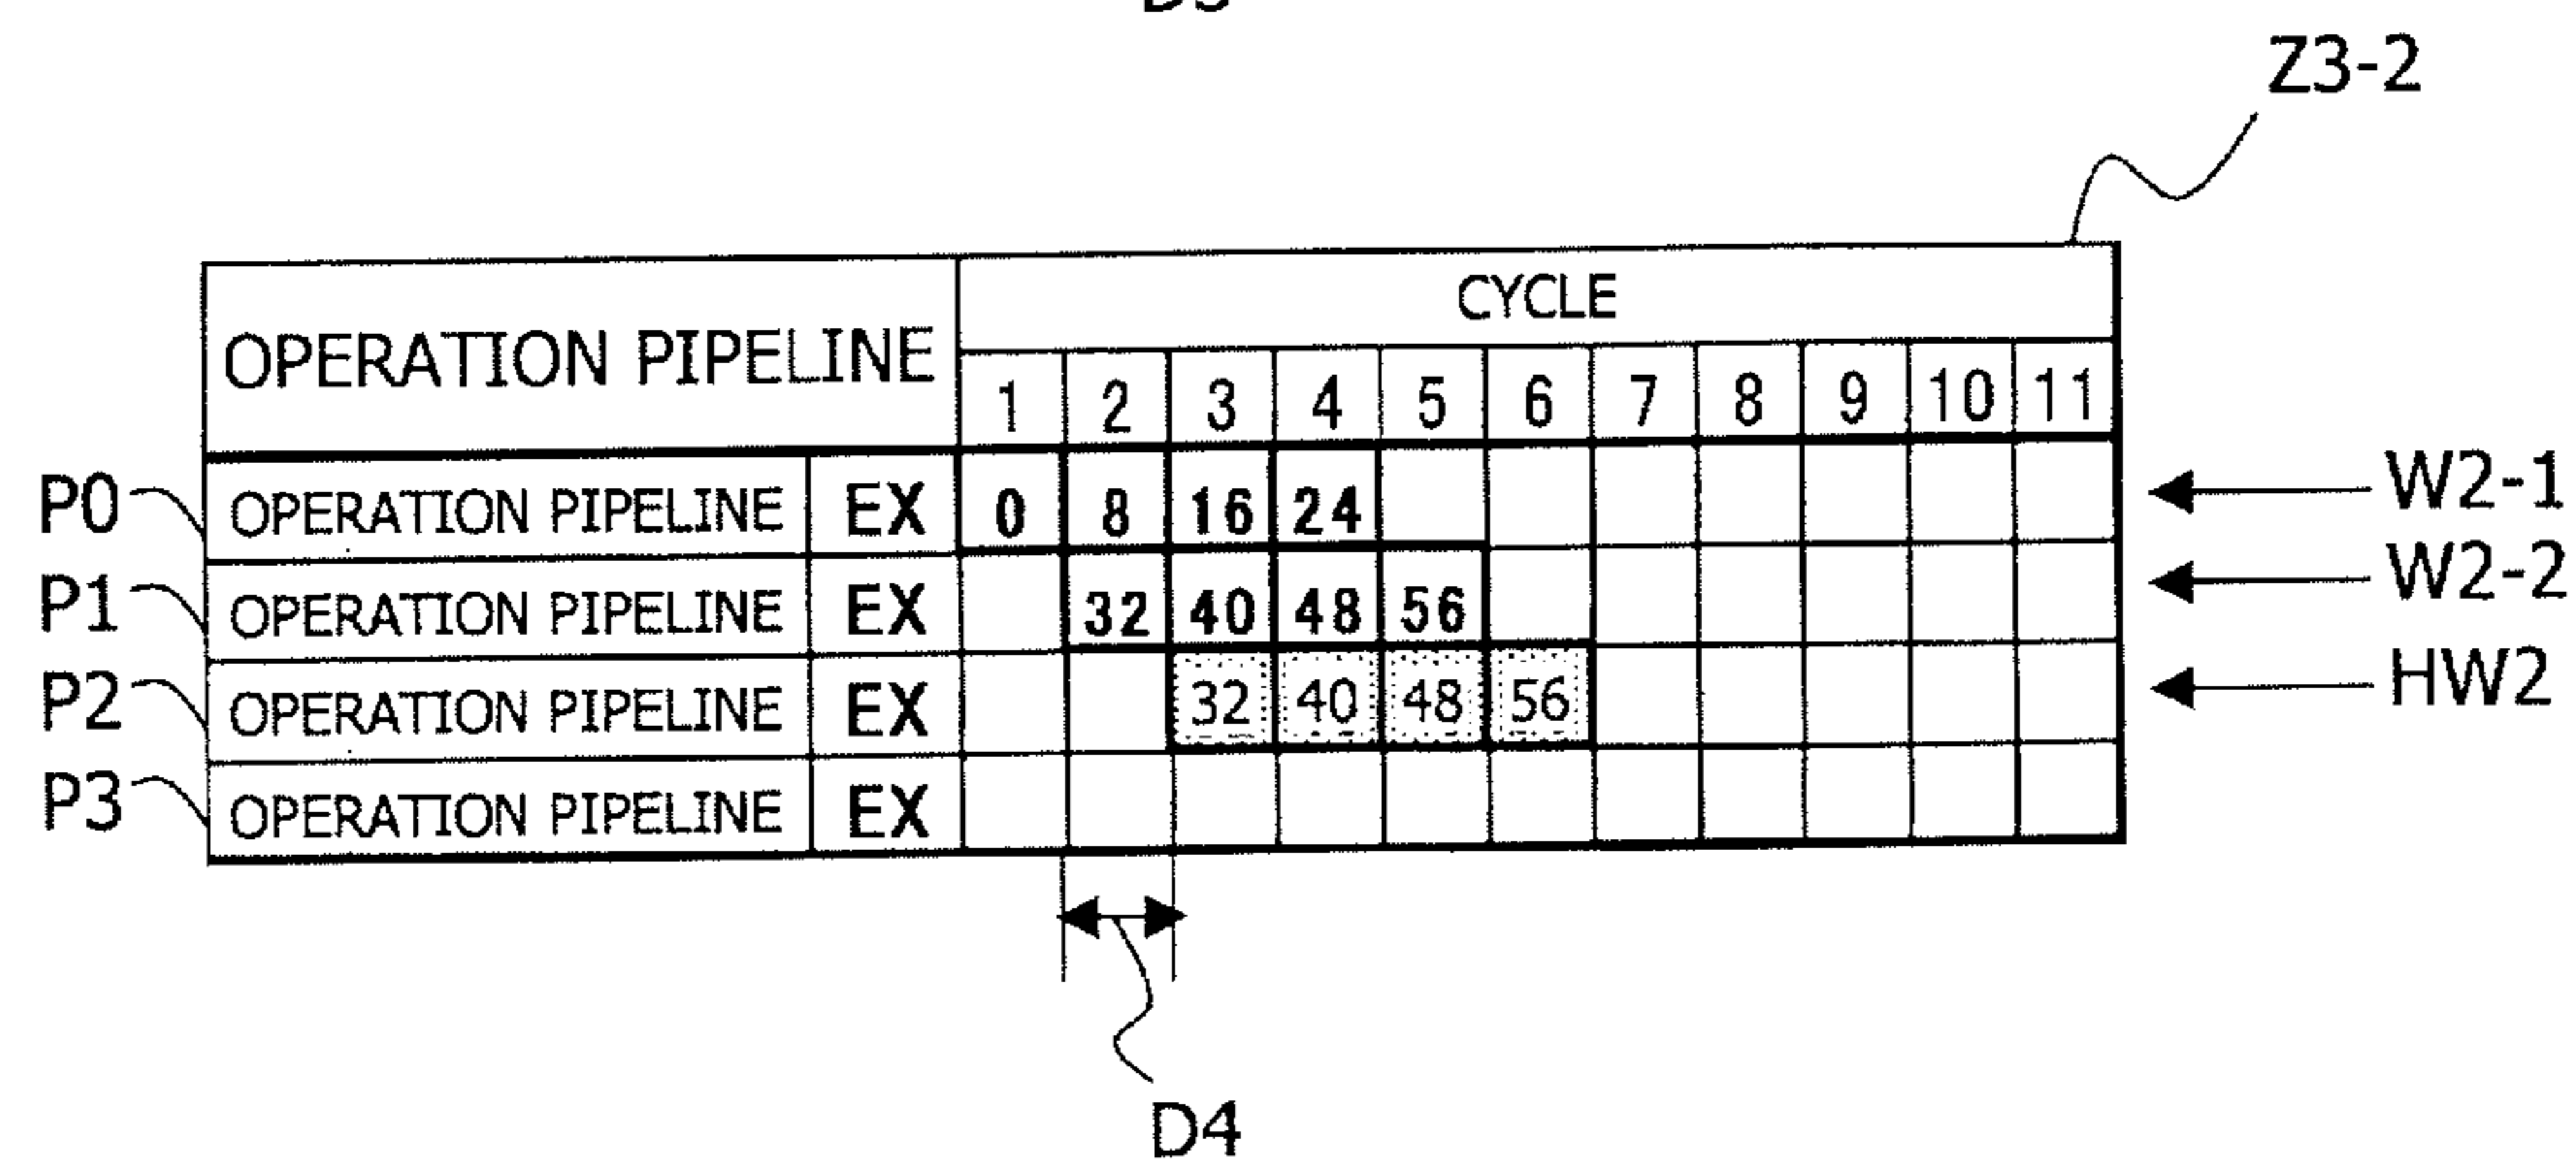 Z3-2
CYCLE
OPERATION PIPELINE
1 2 3 4 5 6 7 8 9 10 11
P0 OPERATION PIPELINE EX 0 8 16 24 W2-1
P1 OPERATION PIPELINE EX 32 40 48 56 W2-2
P2 OPERATION PIPELINE EX 32 40 48 56 HW2
P3 OPERATION PIPELINE EX
D4